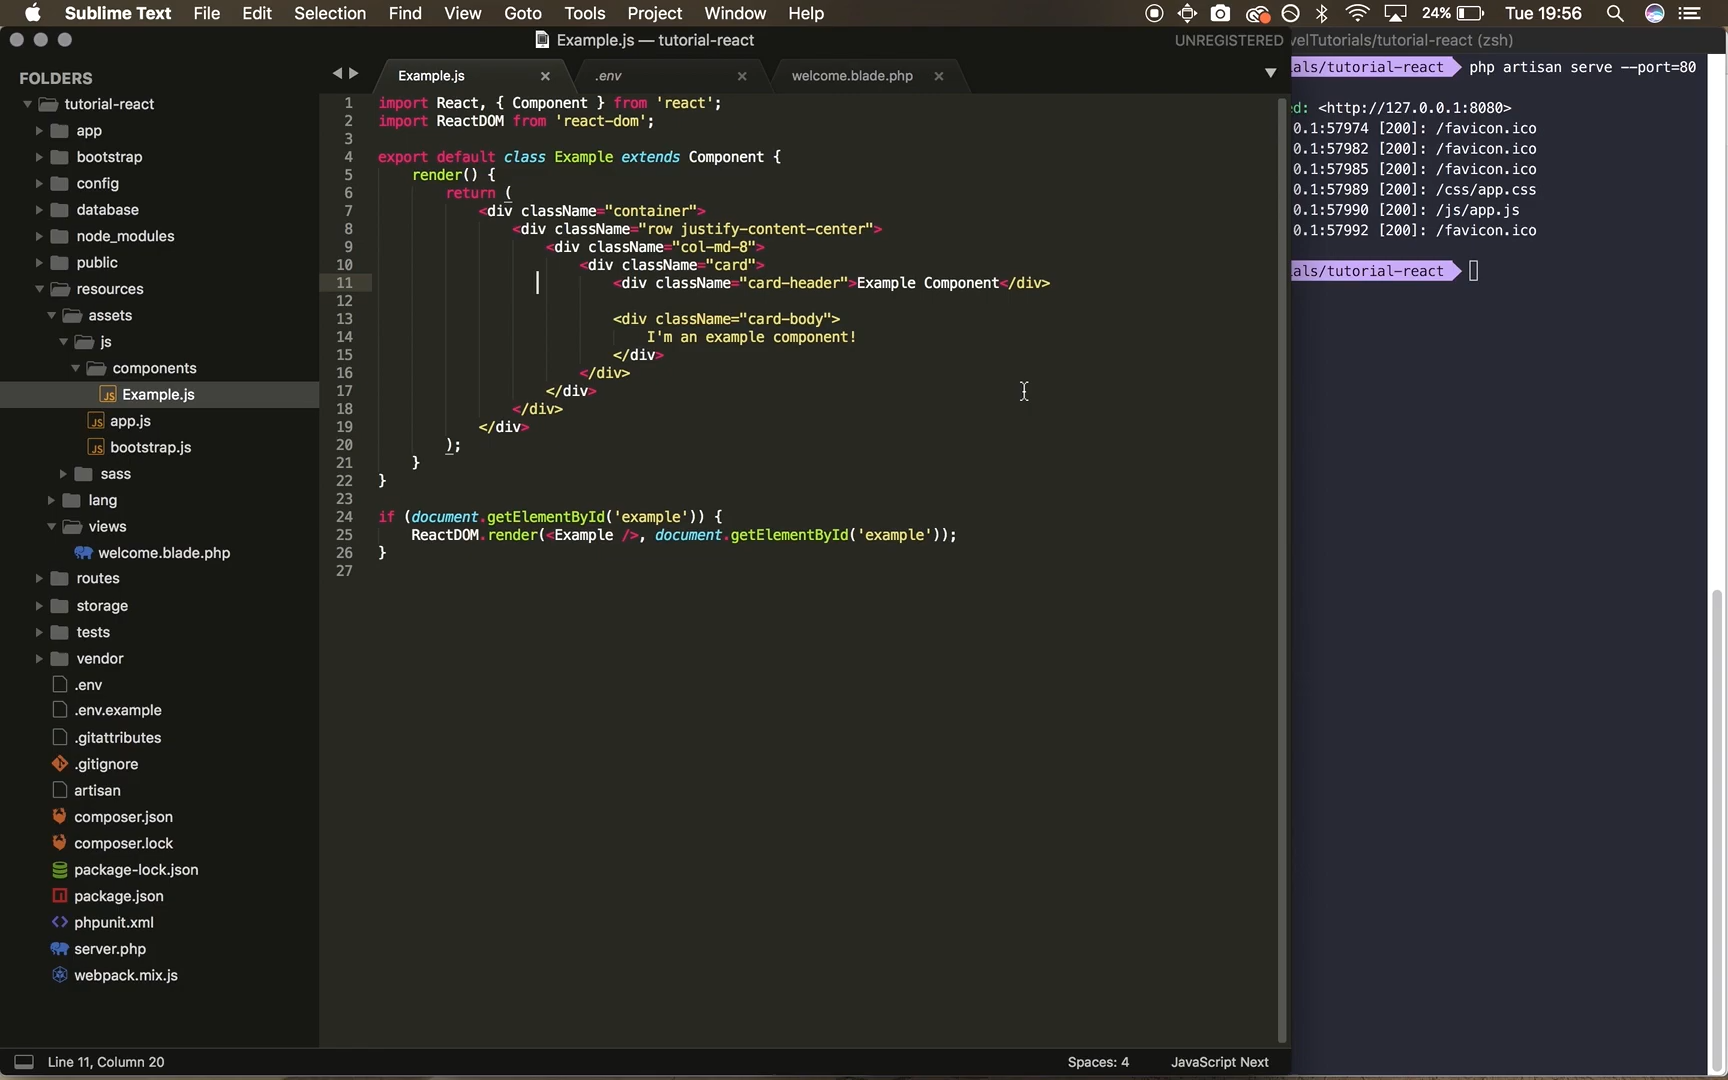 Sublime Text File Edit Selection Find View Goto Tools Project Window Help 24% Tue 19:56
Example.js — tutorial-react UNREGISTERED
velTutorials/tutorial-react (zsh)
FOLDERS
tutorial-react
app
bootstrap
config
database
node_modules
public
resources
assets
js
components
JS Example.js
JS app.js
JS bootstrap.js
sass
lang
views
welcome.blade.php
routes
storage
tests
vendor
.env
.env.example
.gitattributes
.gitignore
artisan
composer.json
composer.lock
package-lock.json
package.json
phpunit.xml
server.php
webpack.mix.js
Example.js .env welcome.blade.php
1 import React, { Component } from 'react';
2 import ReactDOM from 'react-dom';
3
4 export default class Example extends Component {
5 render() {
6 return (
7 <div className="container">
8 <div className="row justify-content-center">
9 <div className="col-md-8">
10 <div className="card">
11 <div className="card-header">Example Component</div>
12
13 <div className="card-body">
14 I'm an example component!
15 </div>
16 </div>
17 </div>
18 </div>
19 </div>
20 );
21 }
22 }
23
24 if (document.getElementById('example')) {
25 ReactDOM.render(<Example />, document.getElementById('example'));
26 }
27
als/tutorial-react php artisan serve --port=80
ed: <http://127.0.0.1:8080>
0.1:57974 [200]: /favicon.ico
0.1:57982 [200]: /favicon.ico
0.1:57985 [200]: /favicon.ico
0.1:57989 [200]: /css/app.css
0.1:57990 [200]: /js/app.js
0.1:57992 [200]: /favicon.ico
als/tutorial-react
Line 11, Column 20 Spaces: 4 JavaScript Next